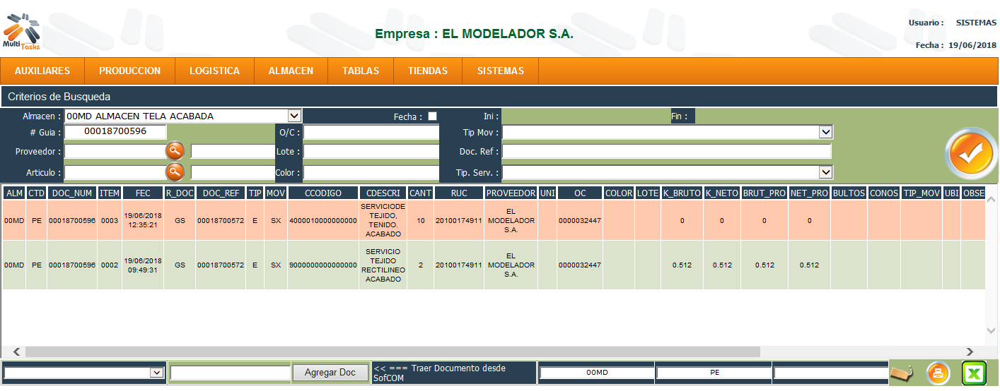 Multi
Tasks
Empresa : EL MODELADOR S.A.
Usuario : SISTEMAS
Fecha : 19/06/2018
AUXILIARES PRODUCCION LOGISTICA ALMACEN TABLAS TIENDAS SISTEMAS
Criterios de Busqueda
Almacen : 00MD ALMACEN TELA ACABADA Fecha : Ini : Fin :
# Guia : 00018700596 O/C : Tip Mov :
Proveedor : Lote : Doc. Ref :
Articulo : Color : Tip. Serv. :
ALM CTD DOC_NUM ITEM FEC R_DOC DOC_REF TIP MOV CCODIGO CDESCRI CANT RUC PROVEEDOR UNI OC COLOR LOTE K_BRUTO K_NETO BRUT_PRO NET_PRO BULTOS CONOS TIP_MOV UBI OBSE
00MD PE 00018700596 0003 19/06/2018 12:35:21 GS 00018700572 E SX 4000010000000000 SERVICIODE TEJIDO, TENIDO. ACABADO 10 20100174911 EL MODELADOR S.A. 0000032447 0 0 0 0
00MD PE 00018700596 0002 19/06/2018 09:49:31 GS 00018700572 E SX 9000000000000000 SERVICIO TEJIDO RECTILINEO ACABADO 2 20100174911 EL MODELADOR S.A. 0000032447 0.512 0.512 0.512 0.512
Agregar Doc << === Traer Documento desde SofCOM 00MD PE